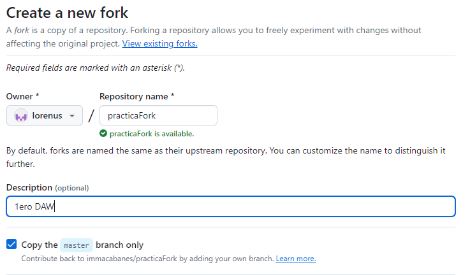 Create a new fork
A fork is a copy of a repository. Forking a repository allows you to freely experiment with changes without
affecting the original project. View existing forks.
Required fields are marked with an asterisk (*).
Owner * Repository name *
lorenus / practicaFork
practicaFork is available.
By default, forks are named the same as their upstream repository. You can customize the name to distinguish it
further.
Description (optional)
1ero DAW
Copy the master branch only
Contribute back to immacabanes/practicaFork by adding your own branch. Learn more.